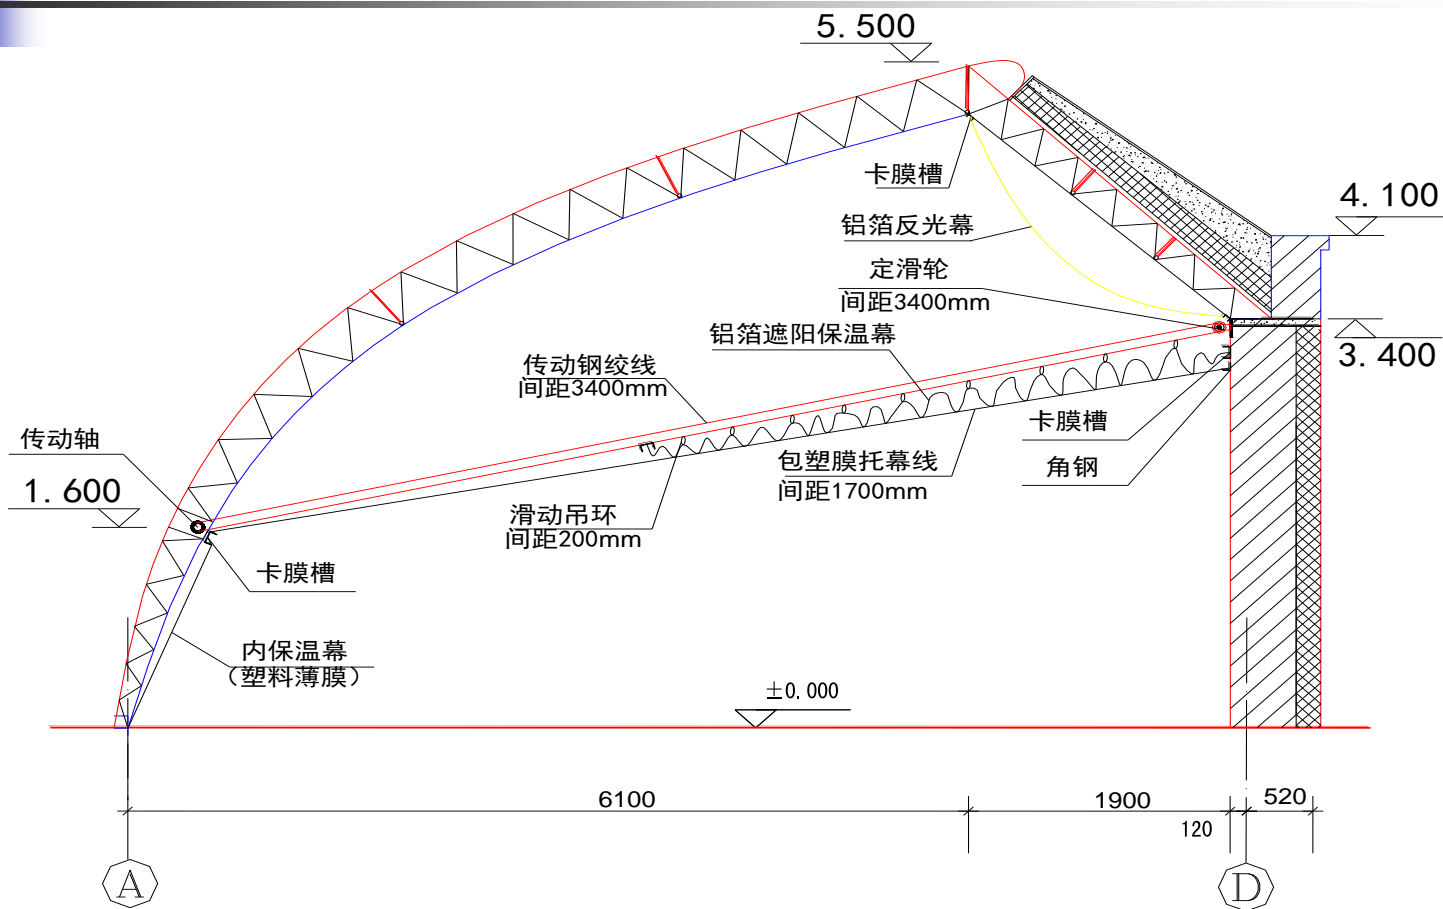 5.500
卡膜槽
4.100
铝箔反光幕
定滑轮
间距3400mm
铝箔遮阳保温幕
3.400
传动钢绞线
间距3400mm
卡膜槽
传动轴
包塑膜托幕线
间距1700mm
角钢
1.600
滑动吊环
间距200mm
卡膜槽
内保温幕
（塑料薄膜）
±0.000
6100
1900
520
120
A
D